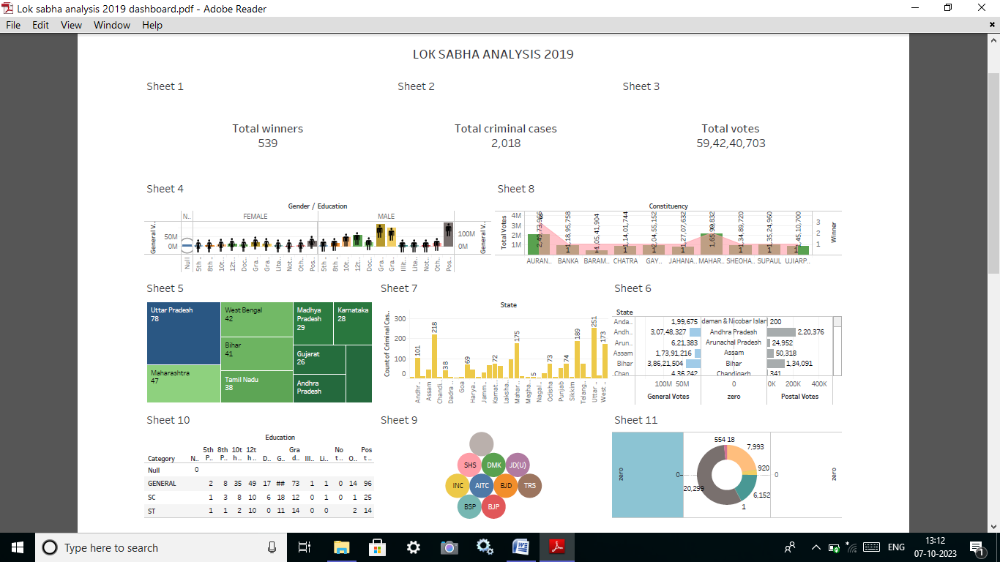 Lok sabha analysis 2019 dashboard.pdf - Adobe Reader
File Edit View Window Help
LOK SABHA ANALYSIS 2019
Sheet 1
Total winners
539
Sheet 2
Total criminal cases
2,018
Sheet 3
Total votes
59,42,40,703
Sheet 4
Gender / Education
N.. FEMALE MALE
General V..
50M
0M
100M
0M
General V..
Null 5th .. 8th .. 10t.. 12t.. Doc.. Gra.. Gra.. Lite.. Not.. Oth.. Pos.. 5th .. 8th .. 10t.. 12t.. Doc.. Gra.. Gra.. Illit.. Lite.. Not.. Oth.. Pos..
Sheet 8
Constituency
Total Votes
4M
3M
2M
1M
1,18,95,758 1,05,41,904 1,14,01,744 2,04,55,152 1,27,07,632 1,65,99,832 1,34,89,720 1,35,24,960 1,45,10,700
1 1 1 1 1 1 1 1
3
2
1
Winner
AURAN.. BANKA BARAM.. CHATRA GAY.. JAHANA.. MAHAR.. SHEOHA.. SUPAUL UJIARP..
Sheet 5
Uttar Pradesh
78
Maharashtra
47
West Bengal
42
Bihar
41
Tamil Nadu
38
Madhya
Pradesh
29
Karnataka
28
Gujarat
26
Andhra
Pradesh
Sheet 7
State
Count of Criminal Cas..
300
200
100
0
101 218 38 69 72 175 5 73 74 189 251 173
Andhr.. Assam Chandi.. Dadra .. Goa Harya.. Jamm.. Karnat.. Laksha.. Mahar.. Megha.. Nagal.. Odisha Punjab Sikkim Telang.. Uttar .. West ..
Sheet 6
State
Anda.. 1,99,675 daman & Nicobar Islan 200
Andh.. 3,07,48,327 Andhra Pradesh 2,20,376
Arun.. 6,21,383 Arunachal Pradesh 24,952
Assam 1,73,91,216 Assam 50,318
Bihar 3,86,21,504 Bihar 1,34,091
Chan.. 4,36,242 Chandigarh 341
100M 50M 0 0K 200K 400K
General Votes zero Postal Votes
Sheet 10
Education
Category N.. 5th P.. 8th P.. 10t h.. 12t h.. D.. G.. Gra d.. Ill.. Li.. No t.. O.. Pos t..
Null 0
GENERAL 2 8 35 49 17 ## 73 1 1 0 14 96
SC 1 3 8 10 6 18 12 0 1 0 1 25
ST 1 1 2 10 0 11 14 0 0 2 14
Sheet 9
SHS DMK JD(U)
INC AITC BJD TRS
BSP BJP
Sheet 11
zero
0
554 18
7,993
920
6,152
1
20,299
0
zero
Type here to search
ENG
13:12
07-10-2023
1